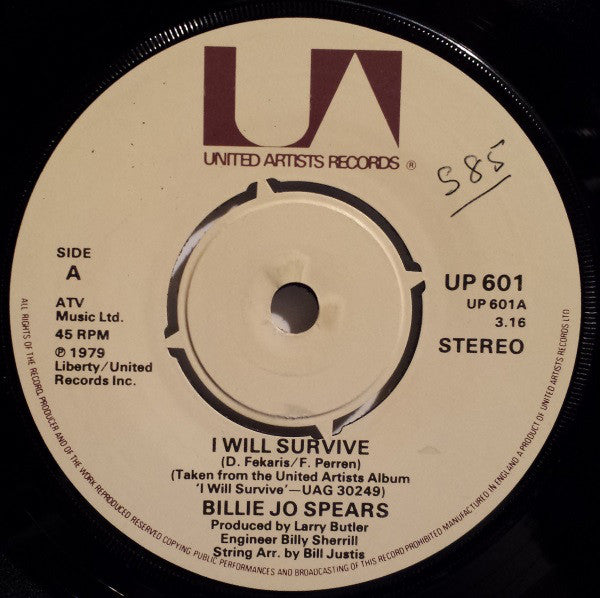 UA
UNITED ARTISTS RECORDS ®
585
SIDE
A
ATV
Music Ltd.
45 RPM
℗ 1979
Liberty/United
Records Inc.
UP 601
UP 601A
3.16
STEREO
I WILL SURVIVE
(D. Fekaris/F. Perren)
(Taken from the United Artists Album
'I Will Survive'—UAG 30249)
BILLIE JO SPEARS
Produced by Larry Butler
Engineer Billy Sherrill
String Arr. by Bill Justis
ALL RIGHTS OF THE RECORD PRODUCER AND OF THE OWNER OF THE WORK REPRODUCED RESERVED COPYING PUBLIC PERFORMANCES AND BROADCASTING OF THIS RECORD PROHIBITED MANUFACTURED IN ENGLAND A PRODUCT OF UNITED ARTISTS RECORDS LTD